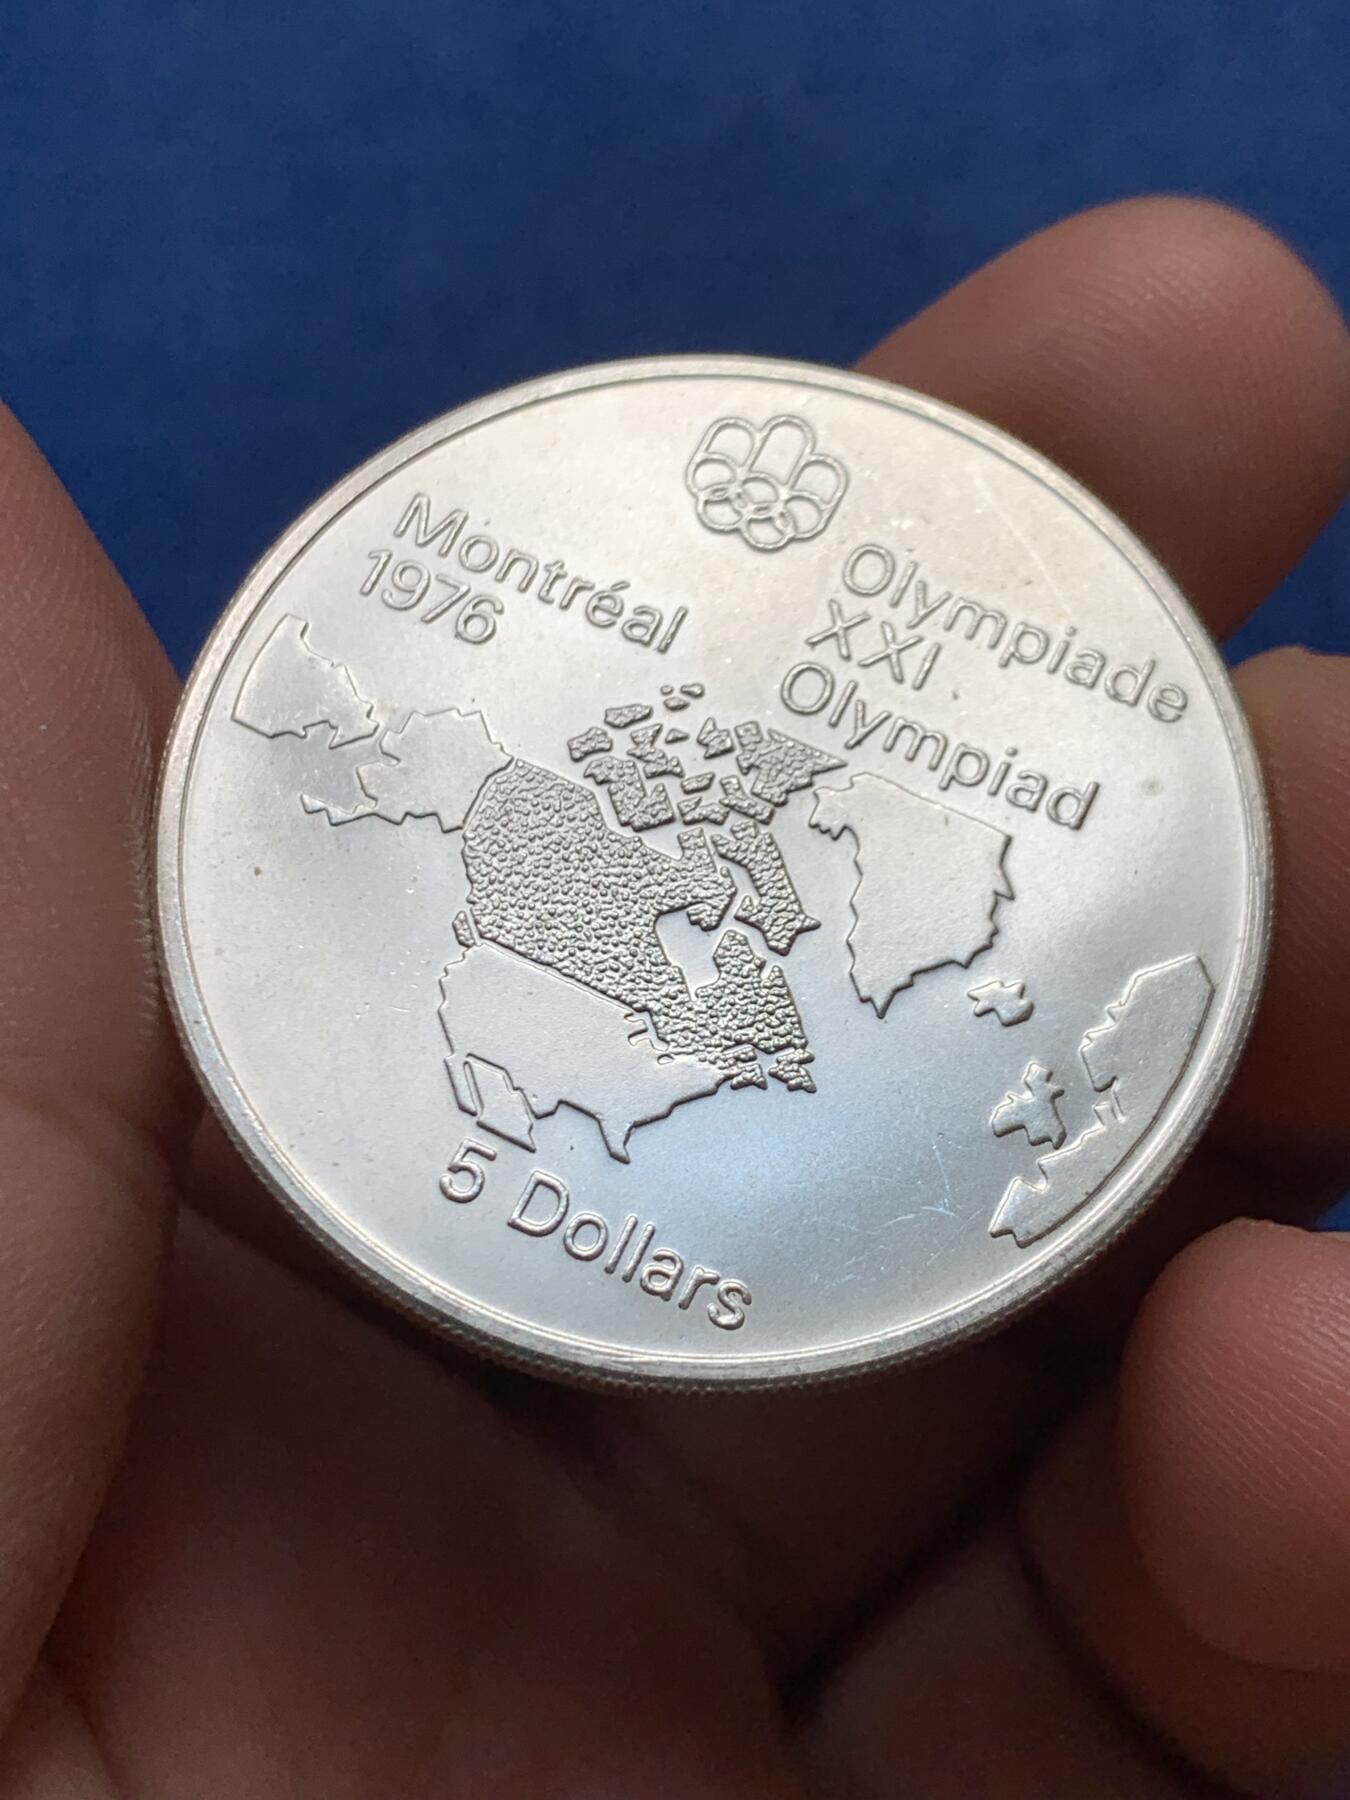 Montréal
1976
Olympiade
XXI
Olympiad
5 Dollars